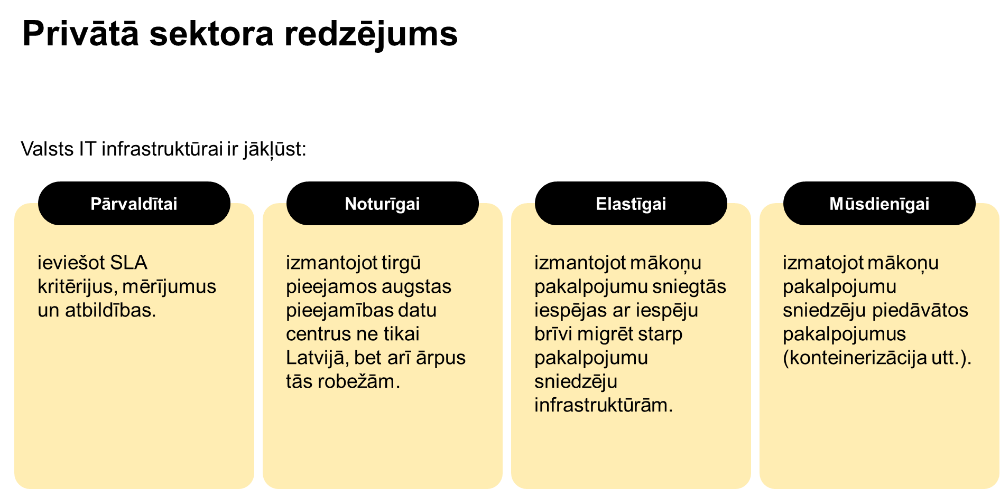 Privātā sektora redzējums
Valsts IT infrastruktūrai ir jākļūst:
Pārvaldītai
ieviešot SLA
kritērijus, mērījumus
un atbildības.
Noturīgai
izmantojot tirgū
pieejamos augstas
pieejamības datu
centrus ne tikai
Latvijā, bet arī ārpus
tās robežām.
Elastīgai
izmantojot mākoņu
pakalpojumu sniegtās
iespējas ar iespēju
brīvi migrēt starp
pakalpojumu
sniedzēju
infrastruktūrām.
Mūsdienīgai
izmatojot mākoņu
pakalpojumu
sniedzēju piedāvātos
pakalpojumus
(konteinerizācija utt.).